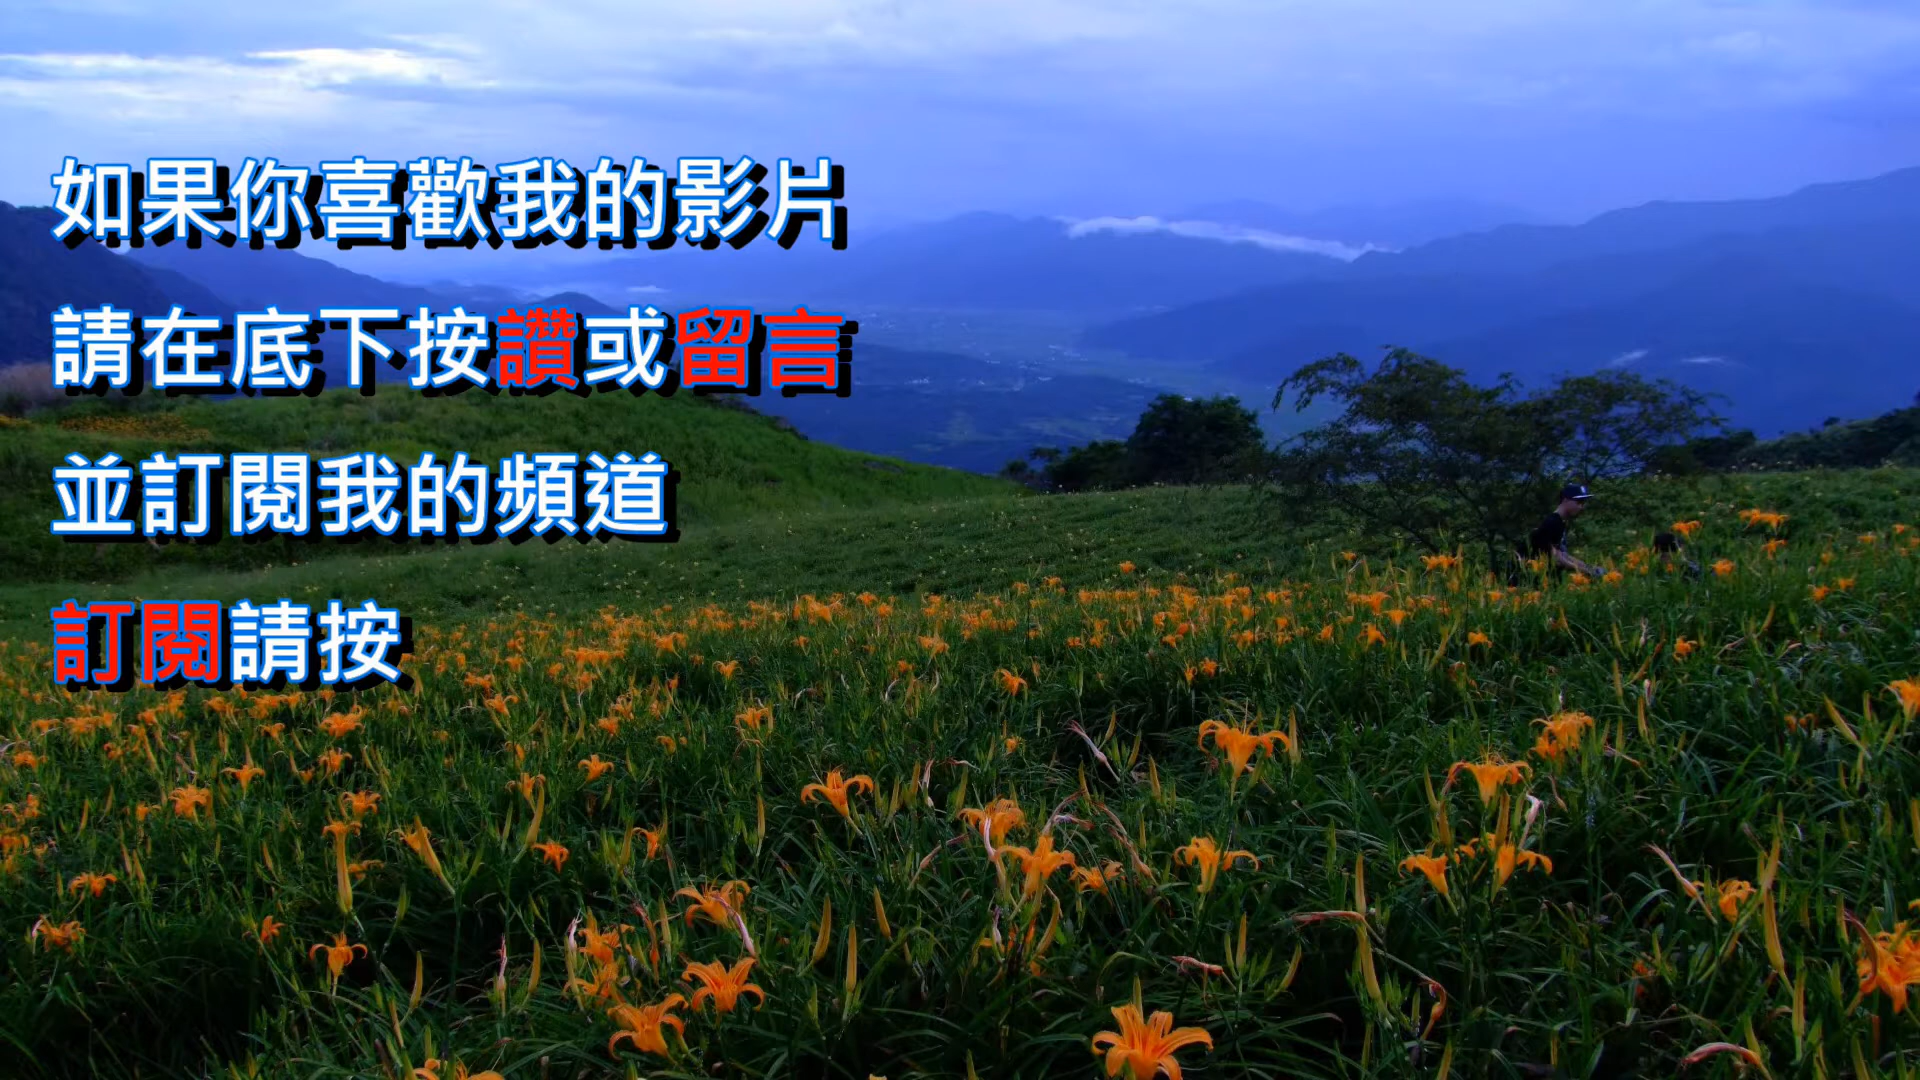 如果你喜歡我的影片
請在底下按讚或留言
並訂閱我的頻道
訂閱請按